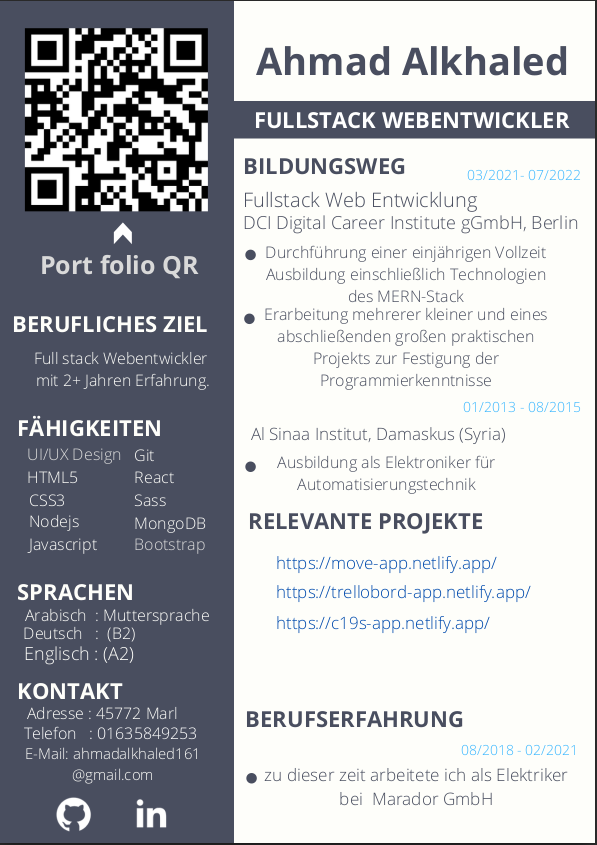 Port folio QR
BERUFLICHES ZIEL
Full stack Webentwickler
mit 2+ Jahren Erfahrung.
FÄHIGKEITEN
UI/UX Design Git
HTML5 React
CSS3 Sass
Nodejs MongoDB
Javascript Bootstrap
SPRACHEN
Arabisch : Muttersprache
Deutsch : (B2)
Englisch : (A2)
KONTAKT
Adresse : 45772 Marl
Telefon : 01635849253
E-Mail: ahmadalkhaled161
@gmail.com
in
Ahmad Alkhaled
FULLSTACK WEBENTWICKLER
BILDUNGSWEG
03/2021- 07/2022
Fullstack Web Entwicklung
DCI Digital Career Institute gGmbH, Berlin
● Durchführung einer einjährigen Vollzeit
Ausbildung einschließlich Technologien
des MERN-Stack
● Erarbeitung mehrerer kleiner und eines
abschließenden großen praktischen
Projekts zur Festigung der
Programmierkenntnisse
01/2013 - 08/2015
Al Sinaa Institut, Damaskus (Syria)
● Ausbildung als Elektroniker für
Automatisierungstechnik
RELEVANTE PROJEKTE
https://move-app.netlify.app/
https://trellobord-app.netlify.app/
https://c19s-app.netlify.app/
BERUFSERFAHRUNG
08/2018 - 02/2021
● zu dieser zeit arbeitete ich als Elektriker
bei Marador GmbH